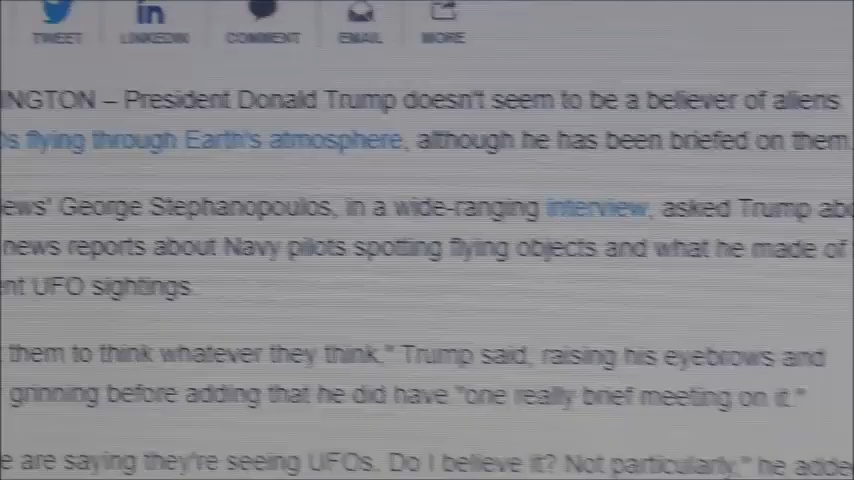 TWEET LINKEDIN COMMENT EMAIL MORE
INGTON – President Donald Trump doesn't seem to be a believer of aliens
s flying through Earth's atmosphere, although he has been briefed on them.
ews' George Stephanopoulos, in a wide-ranging interview, asked Trump abo
news reports about Navy pilots spotting flying objects and what he made of
nt UFO sightings.
them to think whatever they think," Trump said, raising his eyebrows and
grinning before adding that he did have "one really brief meeting on it."
e are saying they're seeing UFOs. Do I believe it? Not particularly," he adde